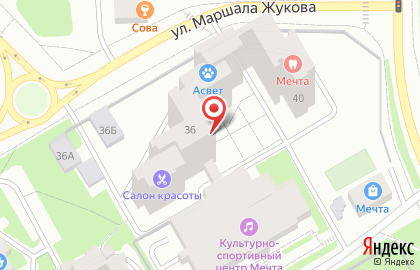 Сова
ул. Маршала Жукова
Асвет
Мечта
40
36
36Б
36А
Салон красоты
Мечта
Культурно-
спортивный
центр Мечта
Яндекс